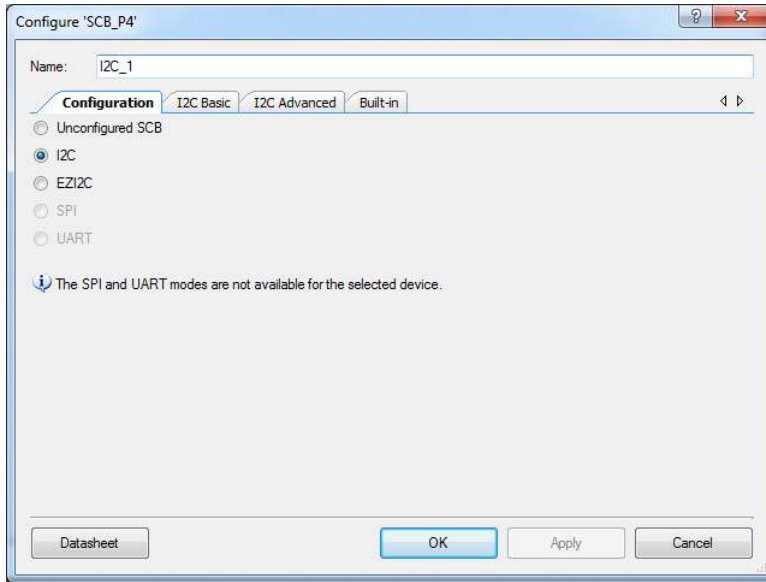 Configure 'SCB_P4'
Name: I2C_1
Configuration I2C Basic I2C Advanced Built-in
Unconfigured SCB
I2C
EZI2C
SPI
UART
The SPI and UART modes are not available for the selected device.
Datasheet OK Apply Cancel